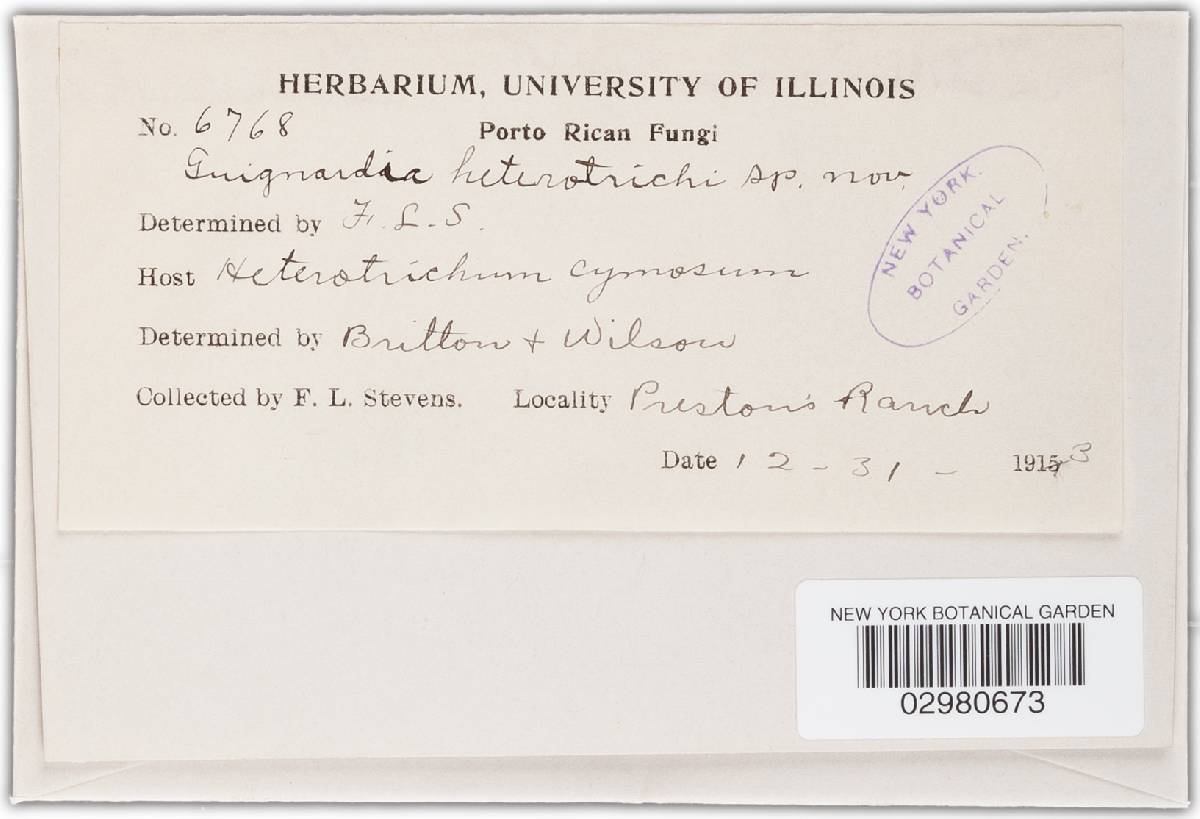 HERBARIUM, UNIVERSITY OF ILLINOIS
No. 6768 Porto Rican Fungi
Guignardia heterotrichi sp. nov.
Determined by F. L. S.
Host Heterotrichum cymosum
Determined by Britton + Wilson
Collected by F. L. Stevens. Locality Preston's Ranch
Date 12-31- 1915 3
NEW YORK
BOTANICAL
GARDEN.
NEW YORK BOTANICAL GARDEN
02980673